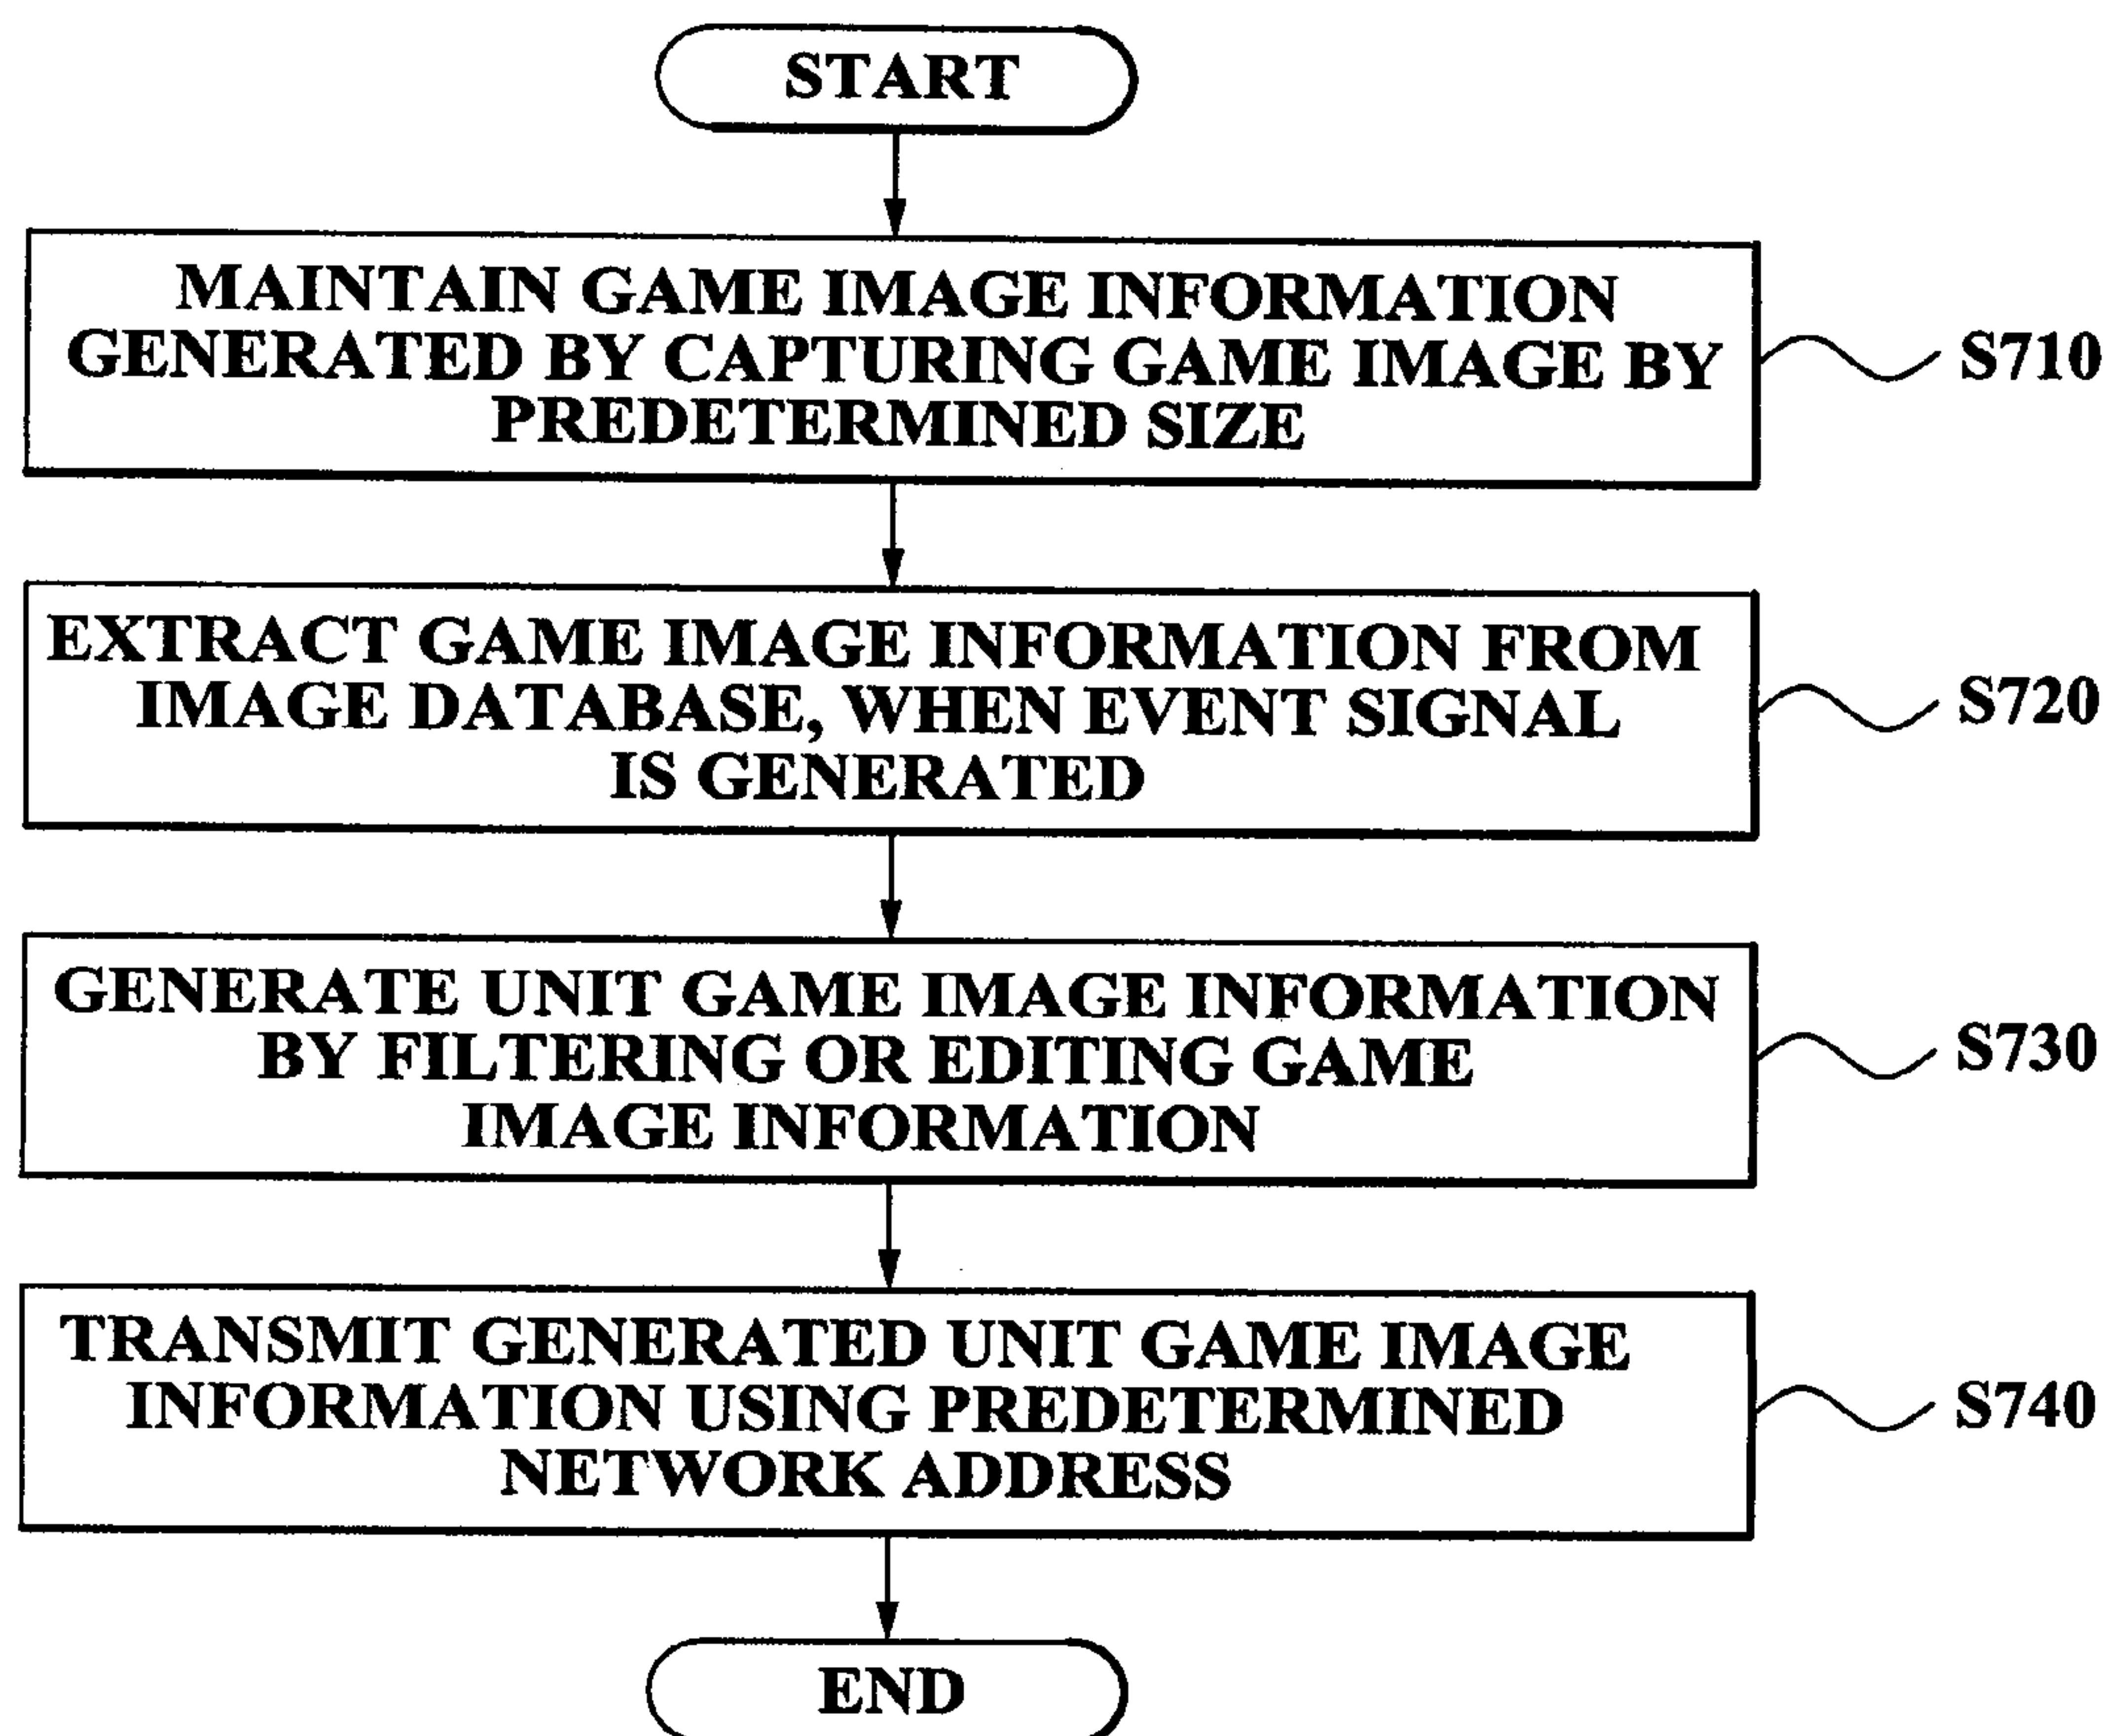 START
MAINTAIN GAME IMAGE INFORMATION
GENERATED BY CAPTURING GAME IMAGE BY
PREDETERMINED SIZE
S710
EXTRACT GAME IMAGE INFORMATION FROM
IMAGE DATABASE, WHEN EVENT SIGNAL
IS GENERATED
S720
GENERATE UNIT GAME IMAGE INFORMATION
BY FILTERING OR EDITING GAME
IMAGE INFORMATION
S730
TRANSMIT GENERATED UNIT GAME IMAGE
INFORMATION USING PREDETERMINED
NETWORK ADDRESS
S740
END